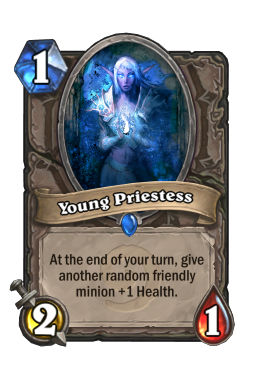 1
Young Priestess
At the end of your turn, give
another random friendly
minion +1 Health.
2
1